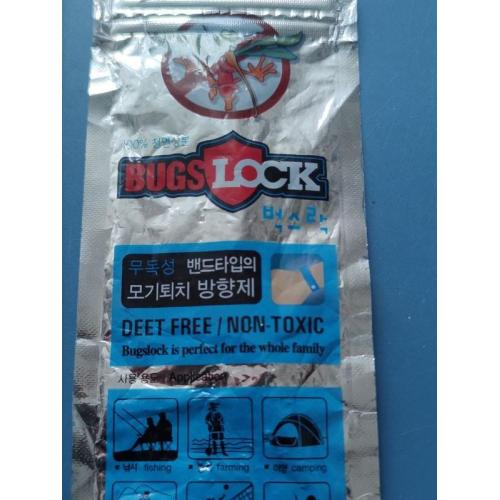 100% 천연성분
BUGS LOCK
벅스락
무독성 밴드타입의
모기퇴치 방향제
DEET FREE / NON-TOXIC
Bugslock is perfect for the whole family
사용 용도 Application
낚시 fishing
farming
야영 camping